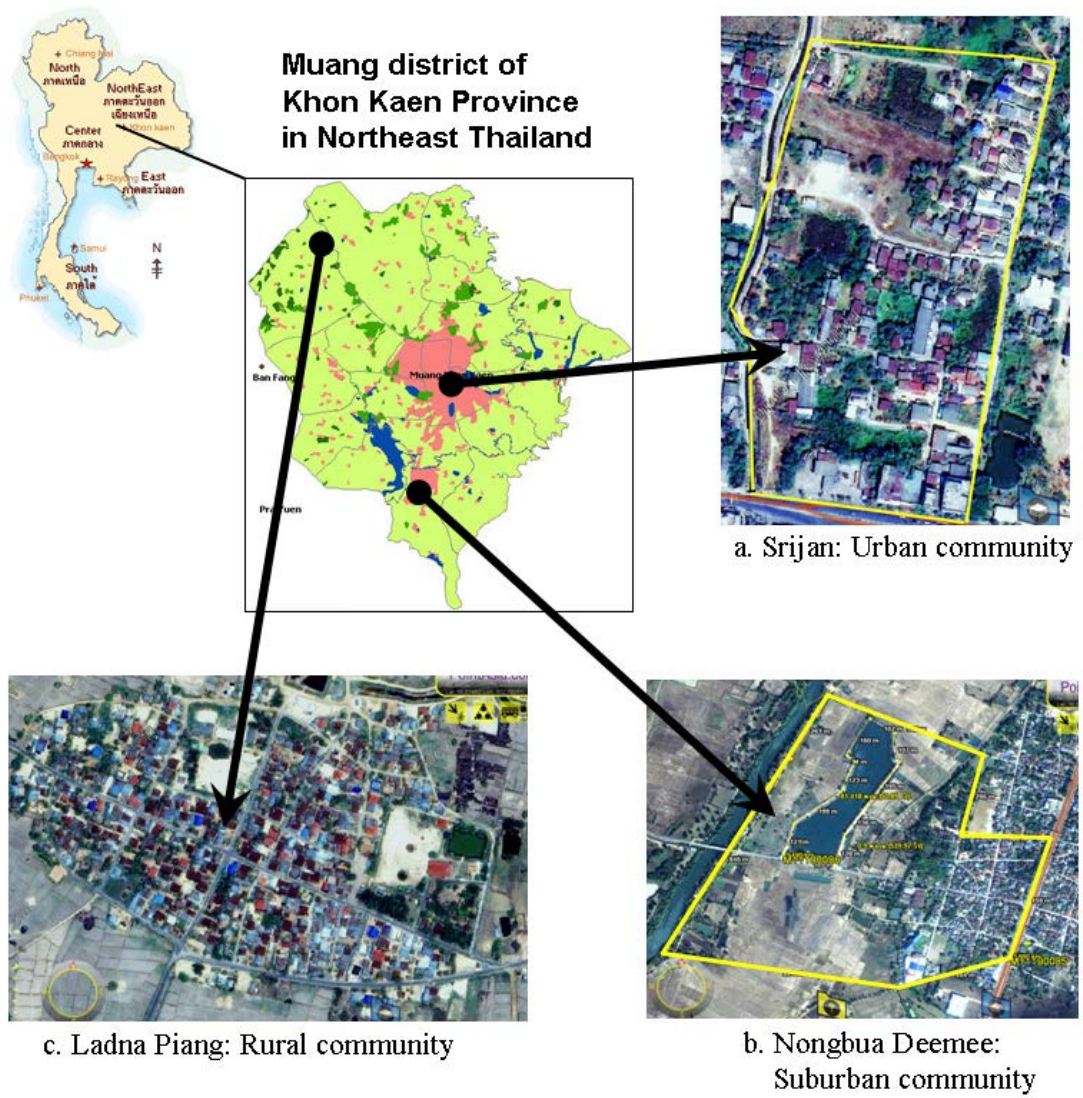 Muang district of
Khon Kaen Province
in Northeast Thailand
Chiang Mai
North
ภาคเหนือ
NorthEast
ภาคตะวันออก
เฉียงเหนือ
Khon kaen
Center
ภาคกลาง
Bangkok
Rayong
East
ภาคตะวันออก
N
Samui
South
ภาคใต้
Phuket
Ban Fang
Muang
a. Srijan: Urban community
c. Ladna Piang: Rural community
b. Nongbua Deemee:
Suburban community